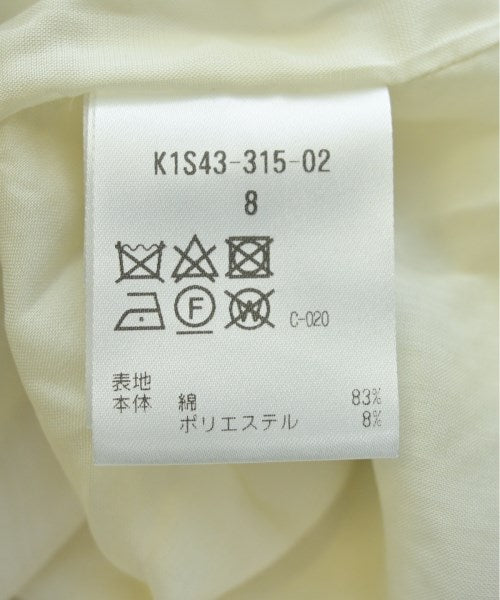 K1S43-315-02
8
F W C-020
表地
本体 綿 83%
ポリエステル 8%